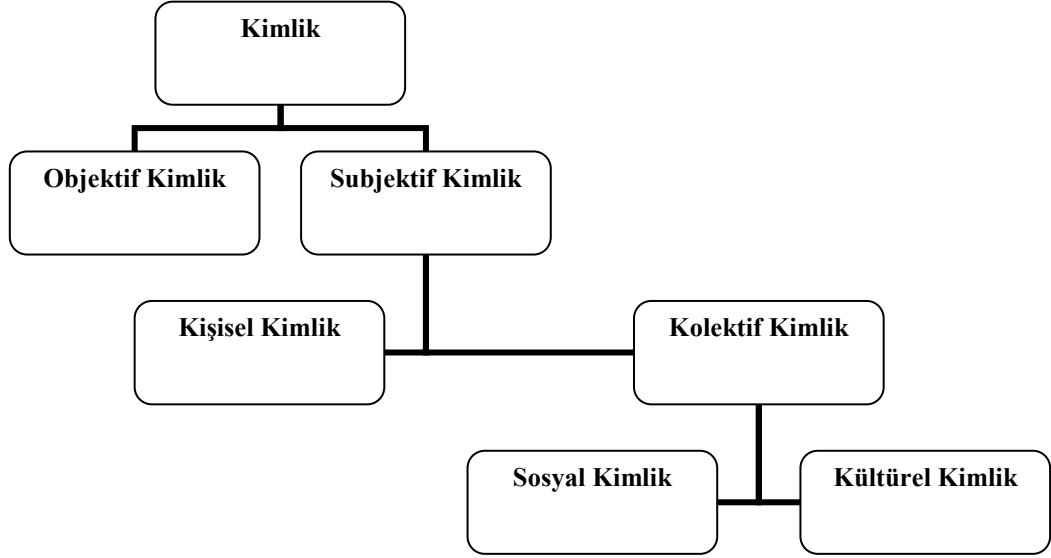 Kimlik
Objektif Kimlik
Subjektif Kimlik
Kişisel Kimlik
Kolektif Kimlik
Sosyal Kimlik
Kültürel Kimlik